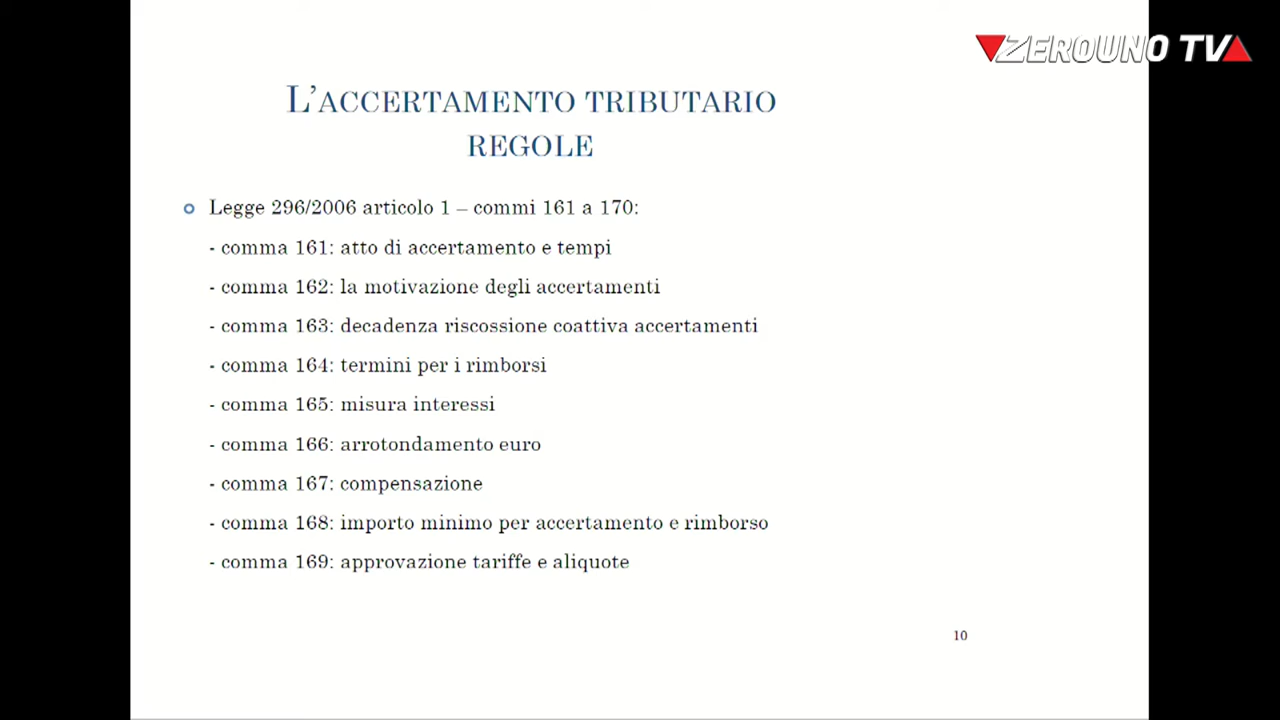 ZEROUNO TV
L'ACCERTAMENTO TRIBUTARIO
REGOLE
Legge 296/2006 articolo 1 – commi 161 a 170:
- comma 161: atto di accertamento e tempi
- comma 162: la motivazione degli accertamenti
- comma 163: decadenza riscossione coattiva accertamenti
- comma 164: termini per i rimborsi
- comma 165: misura interessi
- comma 166: arrotondamento euro
- comma 167: compensazione
- comma 168: importo minimo per accertamento e rimborso
- comma 169: approvazione tariffe e aliquote
10